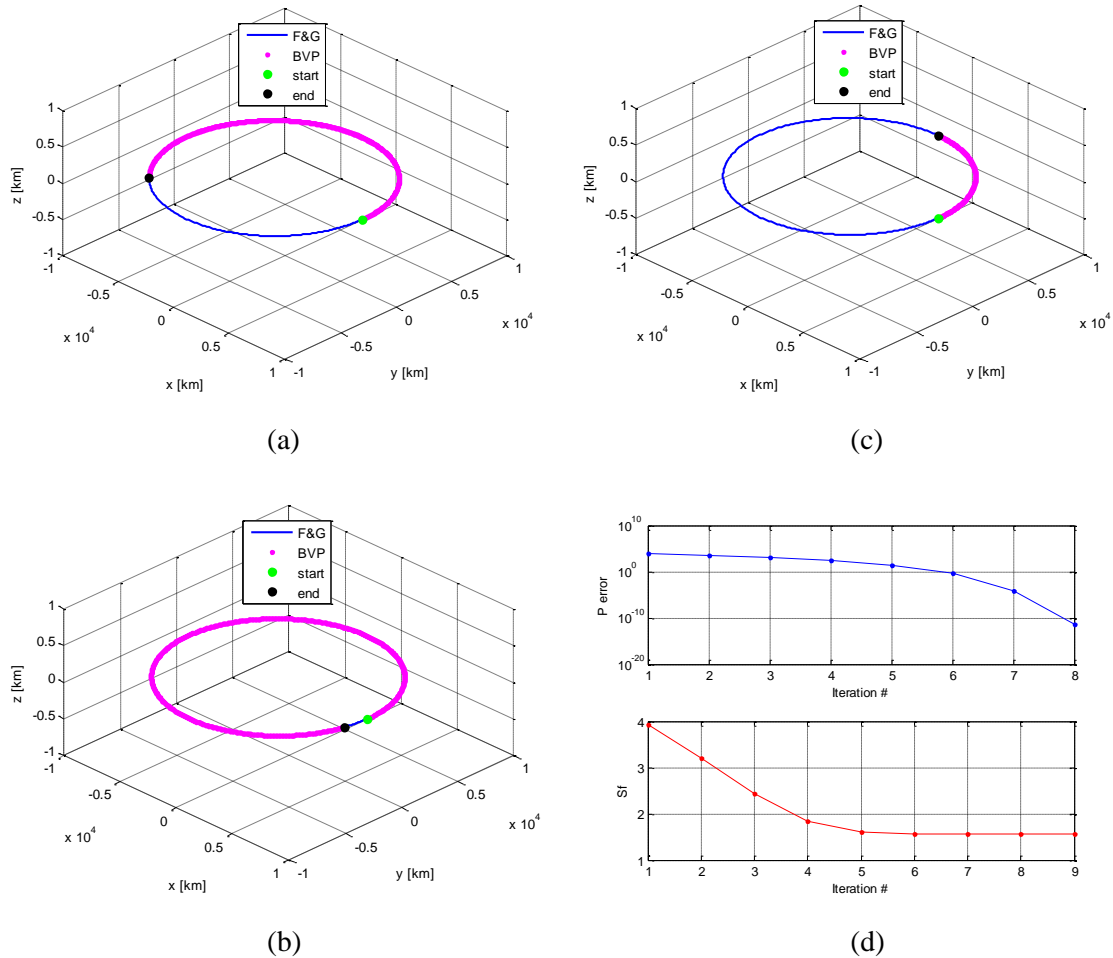 F&G
BVP
start
end
1
0.5
0
-0.5
-1
z [km]
-1
-0.5
0
0.5
1
x 10^4
x [km]
-1
-0.5
0
0.5
1
x 10^4
y [km]
(a)
F&G
BVP
start
end
1
0.5
0
-0.5
-1
z [km]
-1
-0.5
0
0.5
1
x 10^4
x [km]
-1
-0.5
0
0.5
1
x 10^4
y [km]
(c)
F&G
BVP
start
end
1
0.5
0
-0.5
-1
z [km]
-1
-0.5
0
0.5
1
x 10^4
x [km]
-1
-0.5
0
0.5
1
x 10^4
y [km]
(b)
10^10
10^0
10^-10
10^-20
P error
1 2 3 4 5 6 7 8
Iteration #
4
3
2
1
Sf
1 2 3 4 5 6 7 8 9
Iteration #
(d)